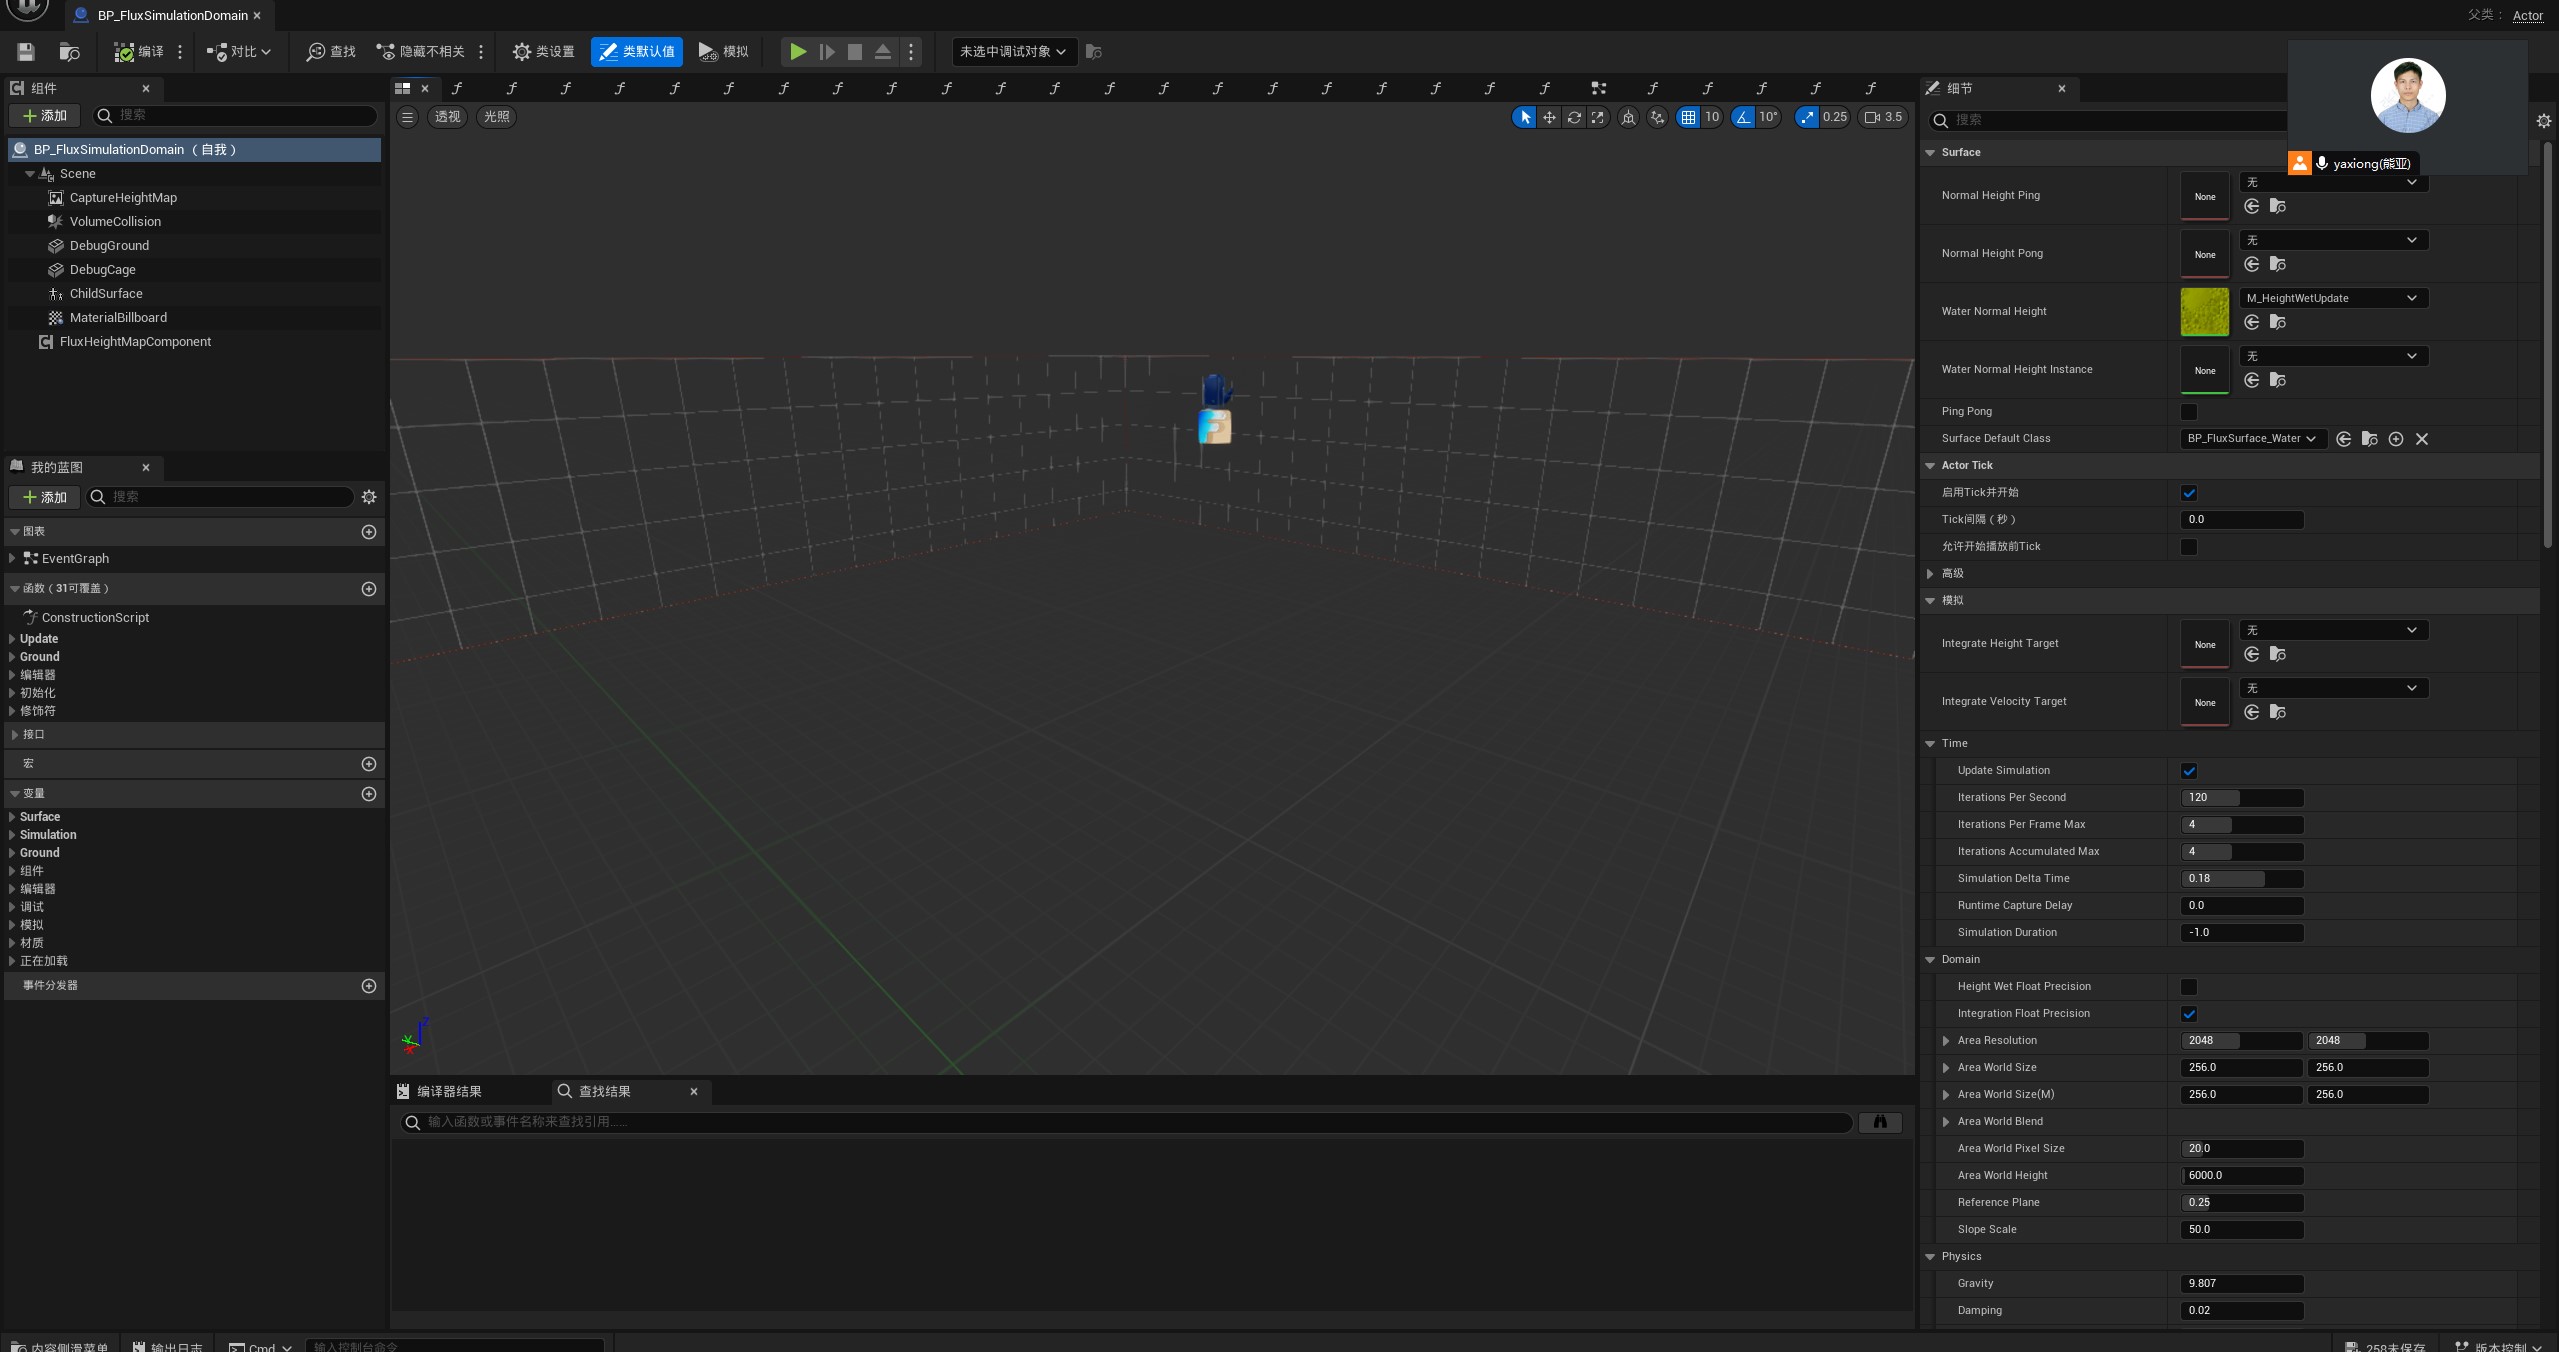 BP_FluxSimulationDomain
父类：
Actor
编译
对比
查找
隐藏不相关
类设置
类默认值
模拟
未选中调试对象
组件
添加
搜索
BP_FluxSimulationDomain （自我）
Scene
CaptureHeightMap
VolumeCollision
DebugGround
DebugCage
ChildSurface
MaterialBillboard
FluxHeightMapComponent
我的蓝图
添加
搜索
图表
EventGraph
函数（31可覆盖）
ConstructionScript
Update
Ground
编辑器
初始化
修饰符
接口
宏
变量
Surface
Simulation
Ground
组件
编辑器
调试
模拟
材质
正在加载
事件分发器
透视
光照
10
10°
0.25
3.5
Z
编译器结果
查找结果
输入函数或事件名称来查找引用......
细节
搜索
yaxiong(熊亚)
Surface
Normal Height Ping
None
无
Normal Height Pong
None
无
Water Normal Height
M_HeightWetUpdate
Water Normal Height Instance
None
无
Ping Pong
Surface Default Class
BP_FluxSurface_Water
Actor Tick
启用Tick并开始
Tick间隔（秒）
0.0
允许开始播放前Tick
高级
模拟
Integrate Height Target
None
无
Integrate Velocity Target
None
无
Time
Update Simulation
Iterations Per Second
120
Iterations Per Frame Max
4
Iterations Accumulated Max
4
Simulation Delta Time
0.18
Runtime Capture Delay
0.0
Simulation Duration
-1.0
Domain
Height Wet Float Precision
Integration Float Precision
Area Resolution
2048
2048
Area World Size
256.0
256.0
Area World Size(M)
256.0
256.0
Area World Blend
Area World Pixel Size
20.0
Area World Height
6000.0
Reference Plane
0.25
Slope Scale
50.0
Physics
Gravity
9.807
Damping
0.02
内容侧滑菜单
输出日志
Cmd
输入控制台命令
258未保存
版本控制